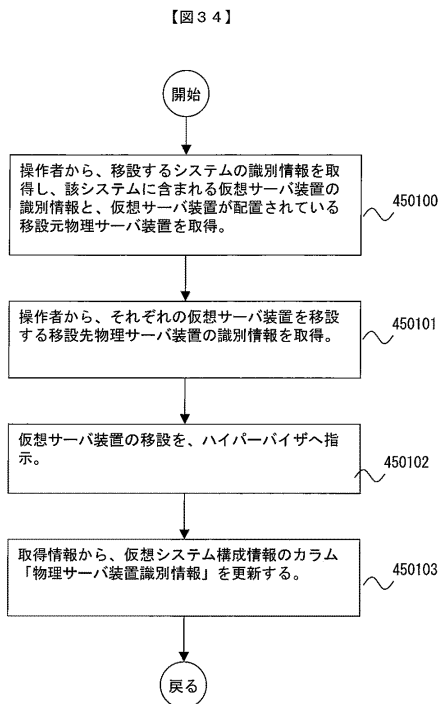 【図３４】
開始
操作者から、移設するシステムの識別情報を取
得し、該システムに含まれる仮想サーバ装置の
識別情報と、仮想サーバ装置が配置されている
移設元物理サーバ装置を取得。
450100
操作者から、それぞれの仮想サーバ装置を移設
する移設先物理サーバ装置の識別情報を取得。
450101
仮想サーバ装置の移設を、ハイパーバイザへ指
示。
450102
取得情報から、仮想システム構成情報のカラム
「物理サーバ装置識別情報」を更新する。
450103
戻る